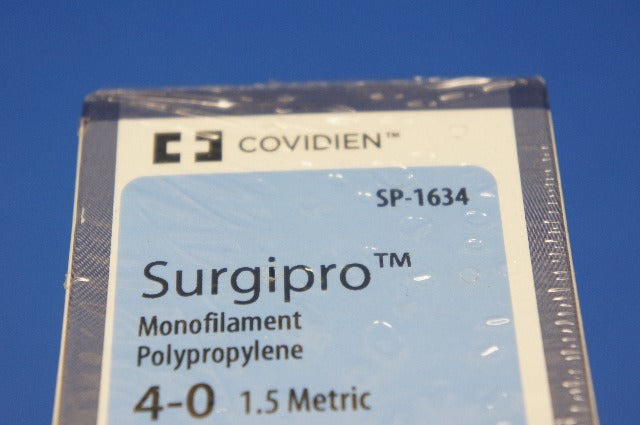 COVIDIEN™
SP-1634
Surgipro™
Monofilament
Polypropylene
4-0 1.5 Metric